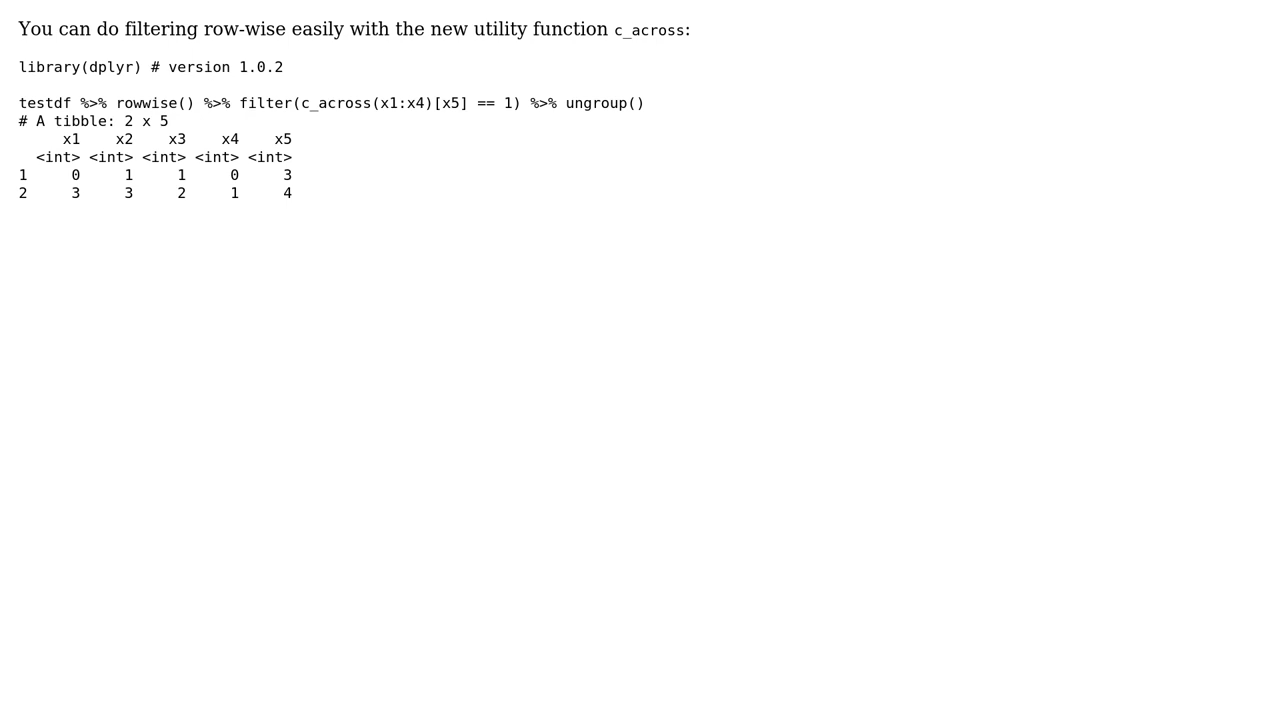 You can do filtering row-wise easily with the new utility function c_across:
library(dplyr) # version 1.0.2
testdf %>% rowwise() %>% filter(c_across(x1:x4)[x5] == 1) %>% ungroup()
# A tibble: 2 x 5
     x1    x2    x3    x4    x5
  <int> <int> <int> <int> <int>
1     0     1     1     0     3
2     3     3     2     1     4